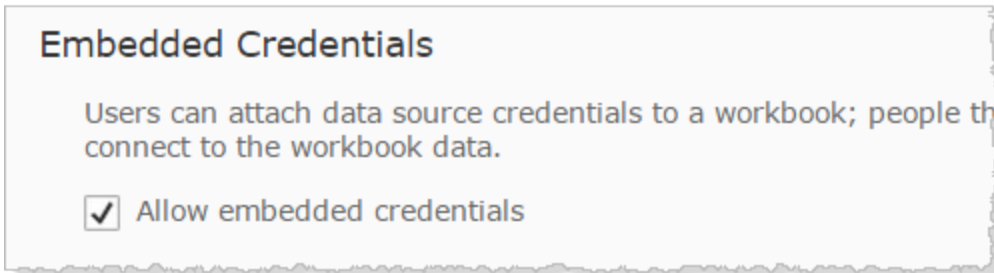 Embedded Credentials
Users can attach data source credentials to a workbook; people th
connect to the workbook data.
Allow embedded credentials